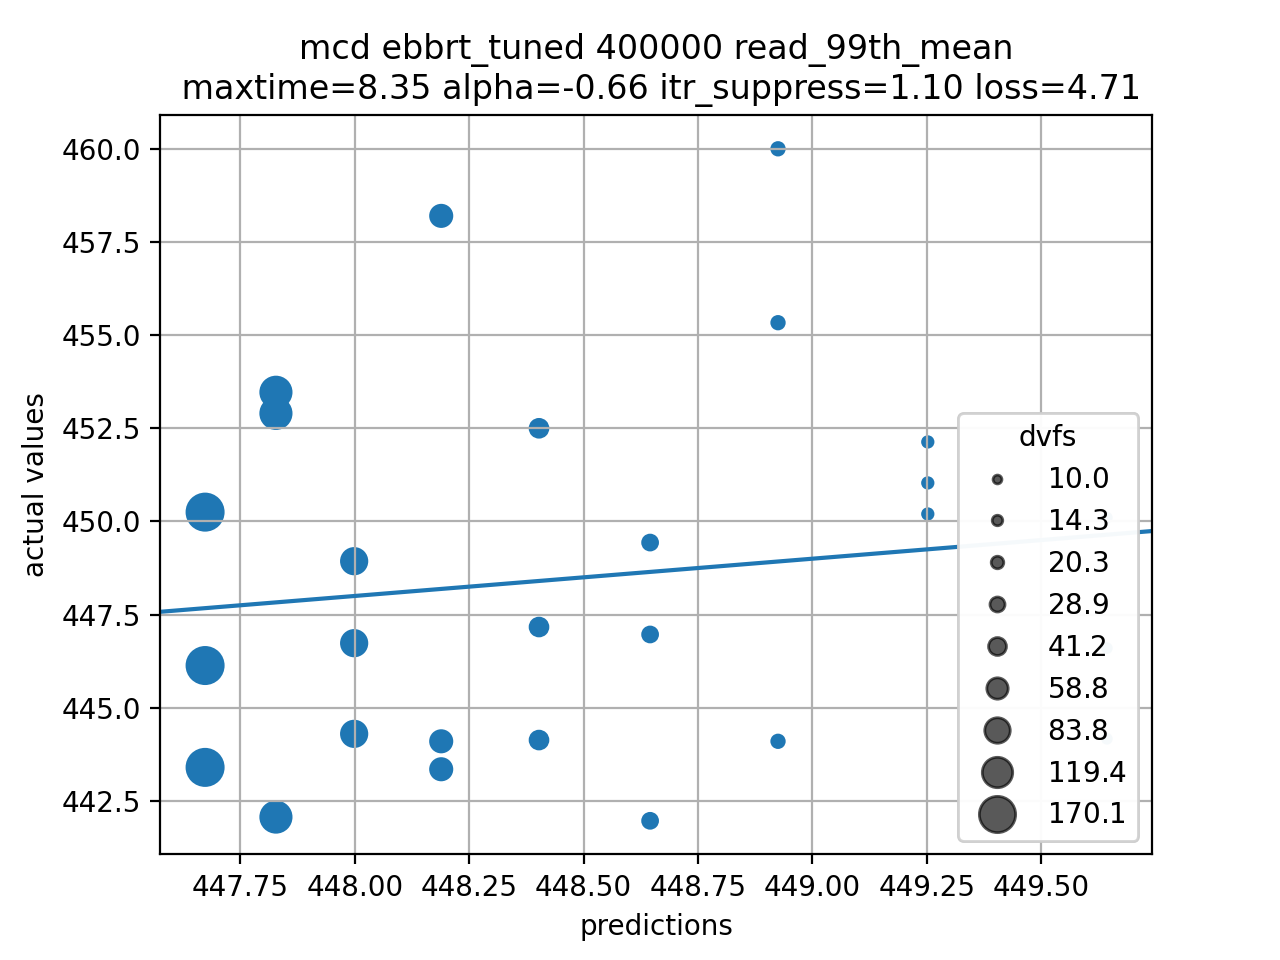 mcd ebbrt_tuned 400000 read_99th_mean
maxtime=8.35 alpha=-0.66 itr_suppress=1.10 loss=4.71
460.0
457.5
455.0
452.5
450.0
447.5
445.0
442.5
actual values
dvfs
10.0
14.3
20.3
28.9
41.2
58.8
83.8
119.4
170.1
447.75 448.00 448.25 448.50 448.75 449.00 449.25 449.50
predictions